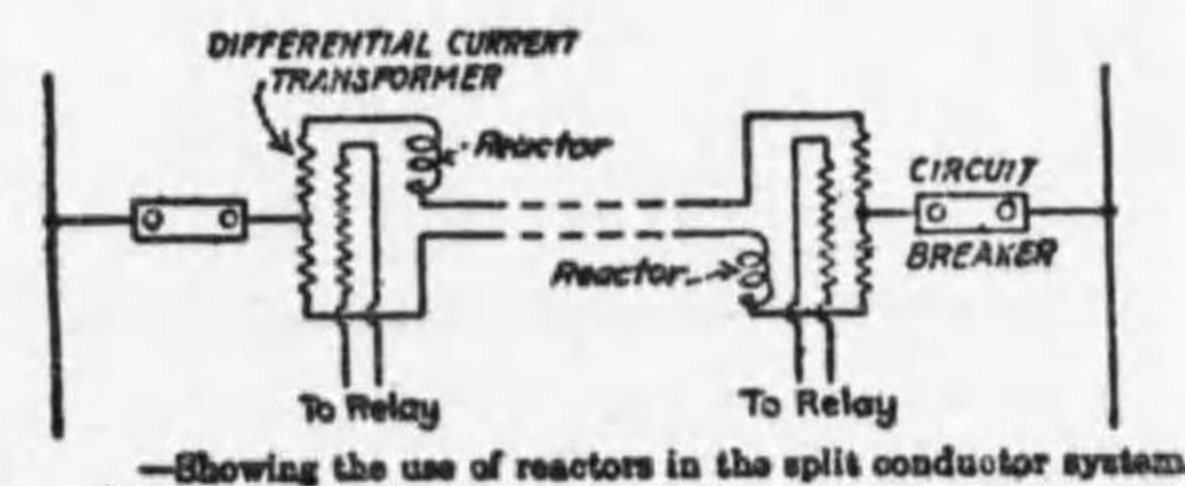 DIFFERENTIAL CURRENT
TRANSFORMER
Reactor
CIRCUIT
BREAKER
Reactor
To Relay
To Relay
—Showing the use of reactors in the split conductor system